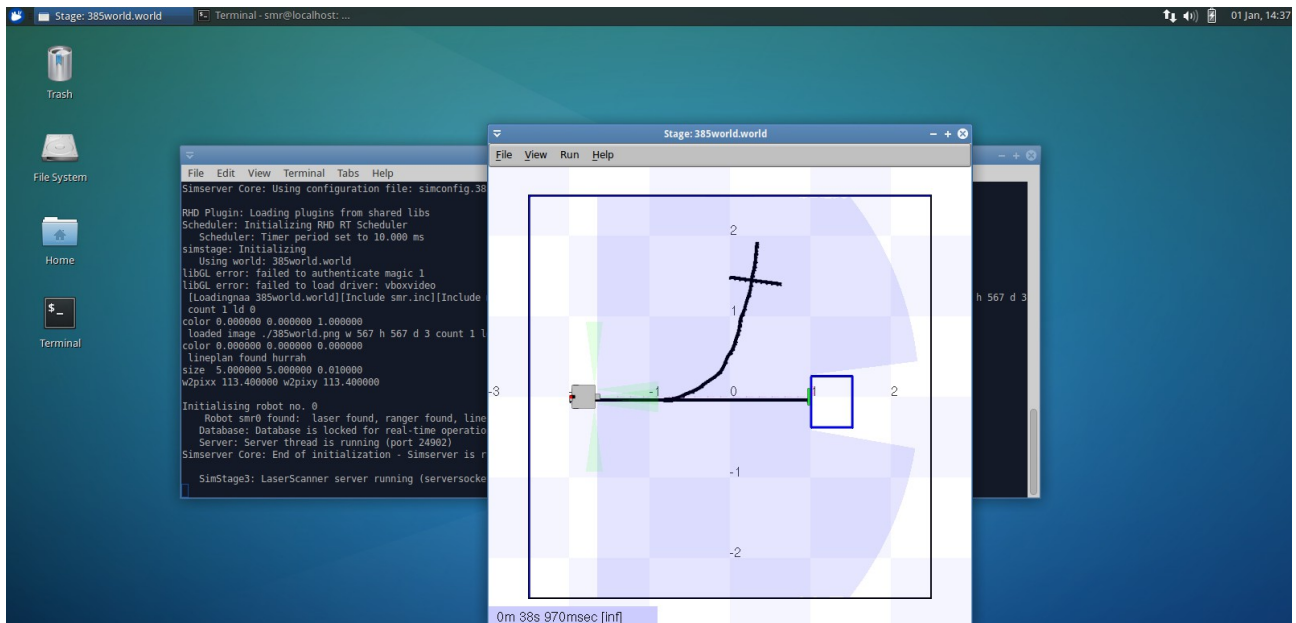 Stage: 385world.world
Terminal - smr@localhost: ...
01 Jan, 14:37
Trash
File System
Home
Terminal
File Edit View Terminal Tabs Help
Simserver Core: Using configuration file: simconfig.38
RHD Plugin: Loading plugins from shared libs
Scheduler: Initializing RHD RT Scheduler
Scheduler: Timer period set to 10.000 ms
simstage: Initializing
Using world: 385world.world
libGL error: failed to authenticate magic 1
libGL error: failed to load driver: vboxvideo
[Loadingnaa 385world.world][Include smr.inc][Include h 567 d 3
count 1 ld 0
color 0.000000 0.000000 1.000000
loaded image ./385world.png w 567 h 567 d 3 count 1 l
color 0.000000 0.000000 0.000000
lineplan found hurrah
size 5.000000 5.000000 0.010000
w2pixx 113.400000 w2pixy 113.400000
Initialising robot no. 0
Robot smr0 found: laser found, ranger found, line
Database: Database is locked for real-time operatio
Server: Server thread is running (port 24902)
Simserver Core: End of initialization - Simserver is r
SimStage3: LaserScanner server running (serversocke
Stage: 385world.world
File View Run Help
2
1
-3 -1 0 1 2
-1
-2
0m 38s 970msec [inf]